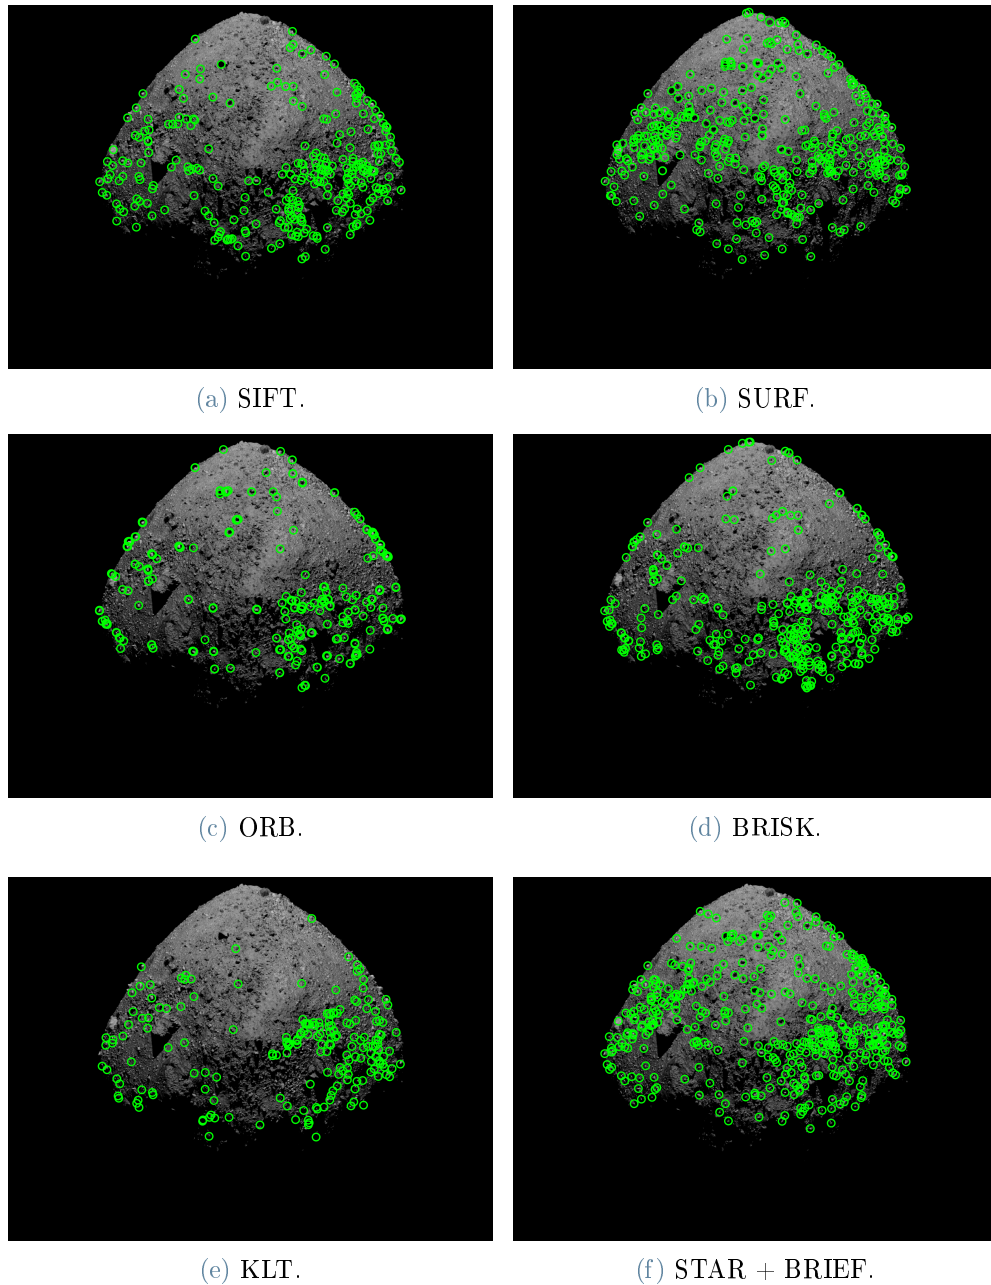 (a) SIFT.
(b) SURF.
(c) ORB.
(d) BRISK.
(e) KLT.
(f) STAR + BRIEF.